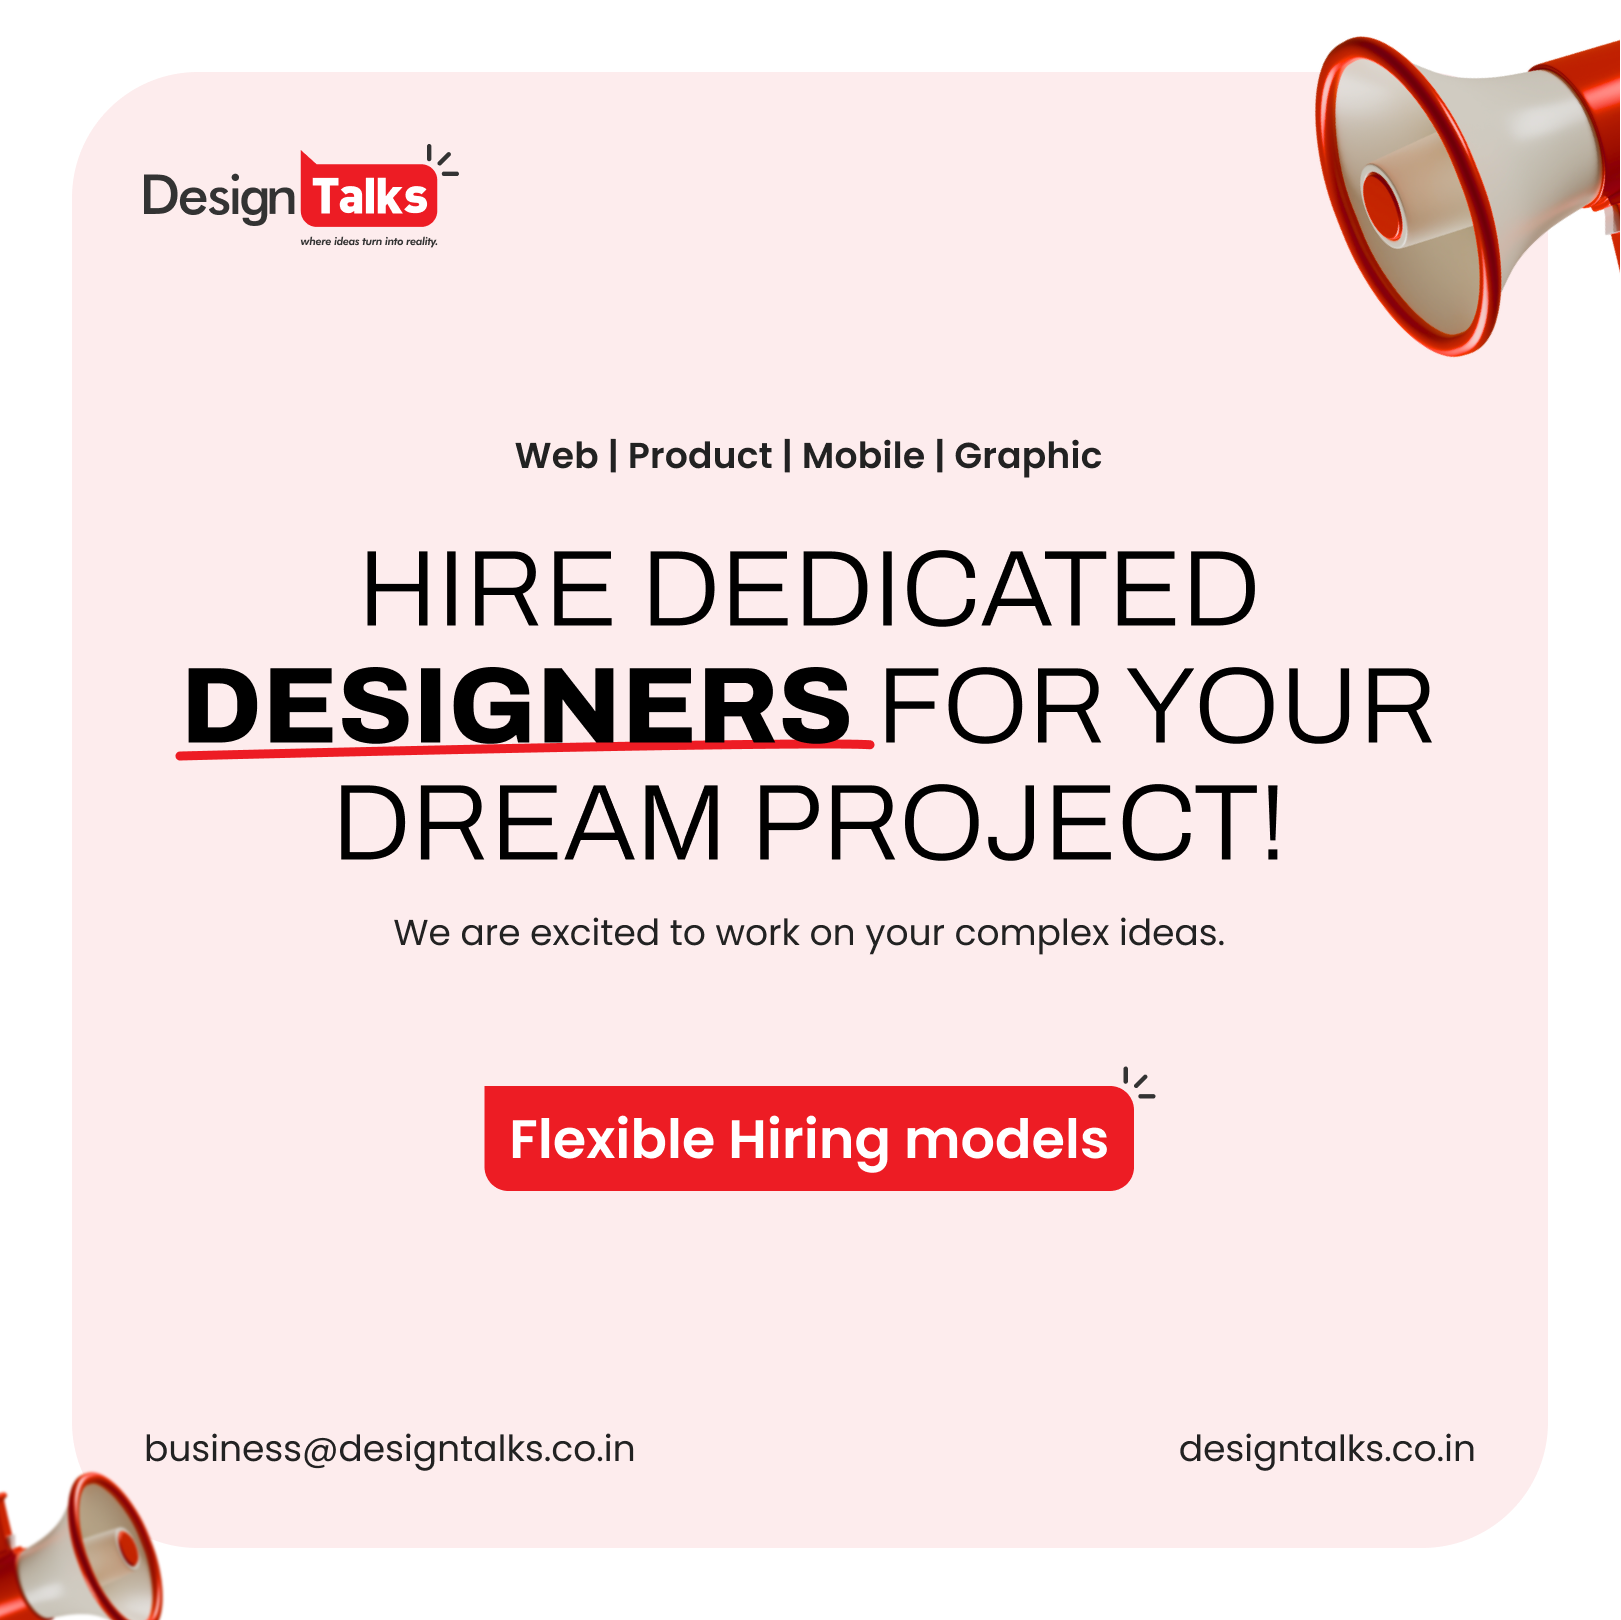 Design Talks
where ideas turn into reality.
Web | Product | Mobile | Graphic
HIRE DEDICATED
DESIGNERS FOR YOUR
DREAM PROJECT!
We are excited to work on your complex ideas.
Flexible Hiring models
business@designtalks.co.in
designtalks.co.in